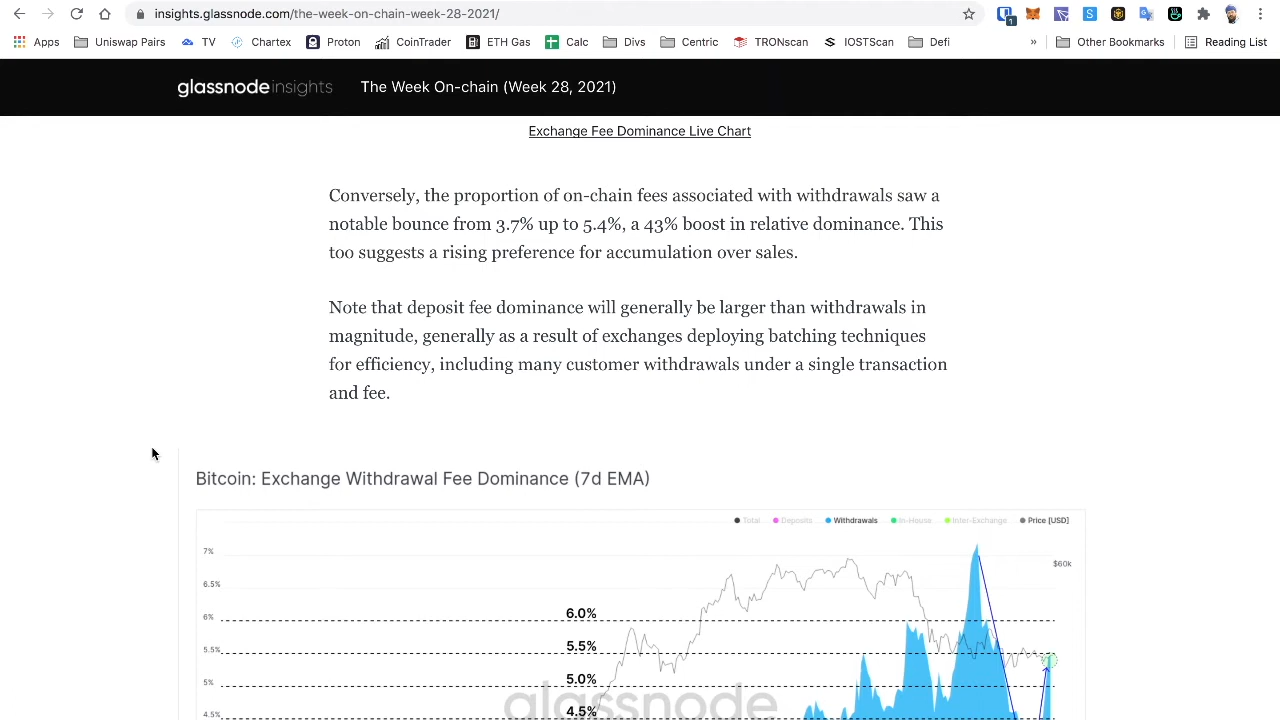 insights.glassnode.com/the-week-on-chain-week-28-2021/
1
Apps Uniswap Pairs TV Chartex Proton CoinTrader ETH Gas Calc Divs Centric TRONscan IOSTScan Defi » Other Bookmarks Reading List
glassnodeinsights The Week On-chain (Week 28, 2021)
Exchange Fee Dominance Live Chart
Conversely, the proportion of on-chain fees associated with withdrawals saw a
notable bounce from 3.7% up to 5.4%, a 43% boost in relative dominance. This
too suggests a rising preference for accumulation over sales.
Note that deposit fee dominance will generally be larger than withdrawals in
magnitude, generally as a result of exchanges deploying batching techniques
for efficiency, including many customer withdrawals under a single transaction
and fee.
Bitcoin: Exchange Withdrawal Fee Dominance (7d EMA)
Total Deposits Withdrawals In-House Inter-Exchange Price [USD]
7%
$60k
6.5%
6.0%
6%
5.5%
5.5%
5.0%
5%
glassnode
4.5%
4.5%